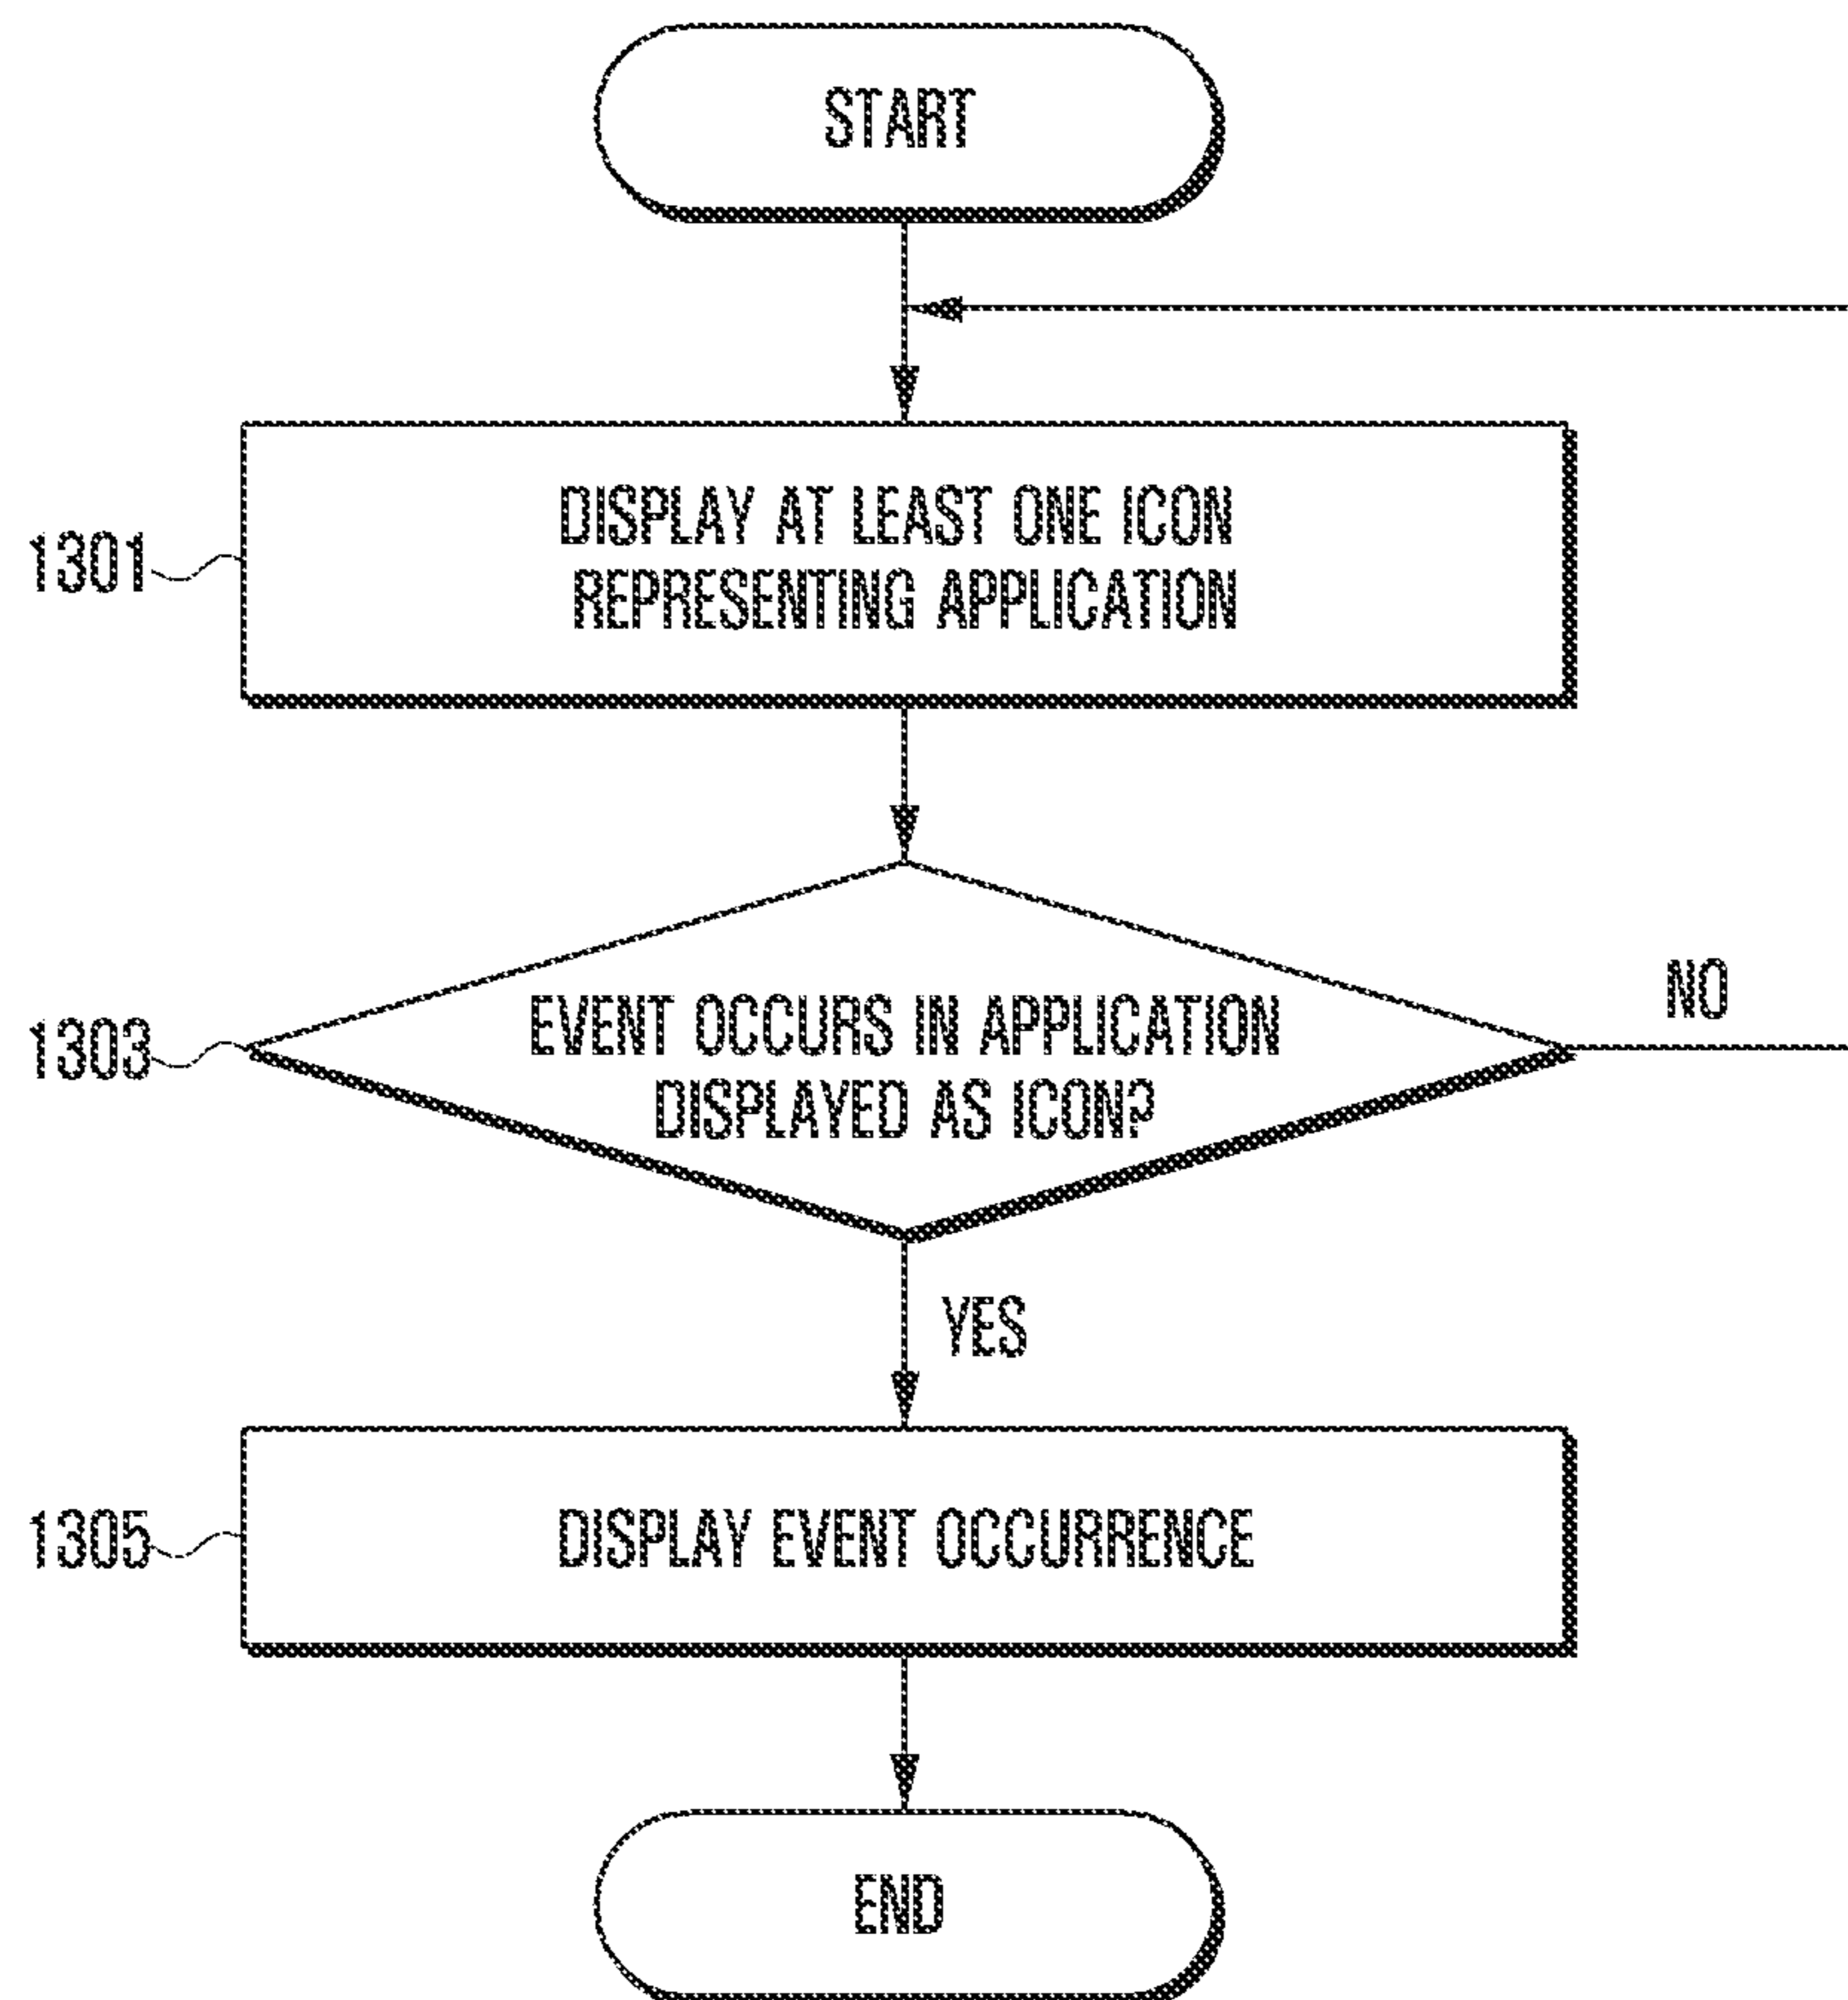 START
DISPLAY AT LEAST ONE ICON
REPRESENTING APPLICATION
1301
EVENT OCCURS IN APPLICATION
DISPLAYED AS ICON?
1303
NO
YES
DISPLAY EVENT OCCURRENCE
1305
END